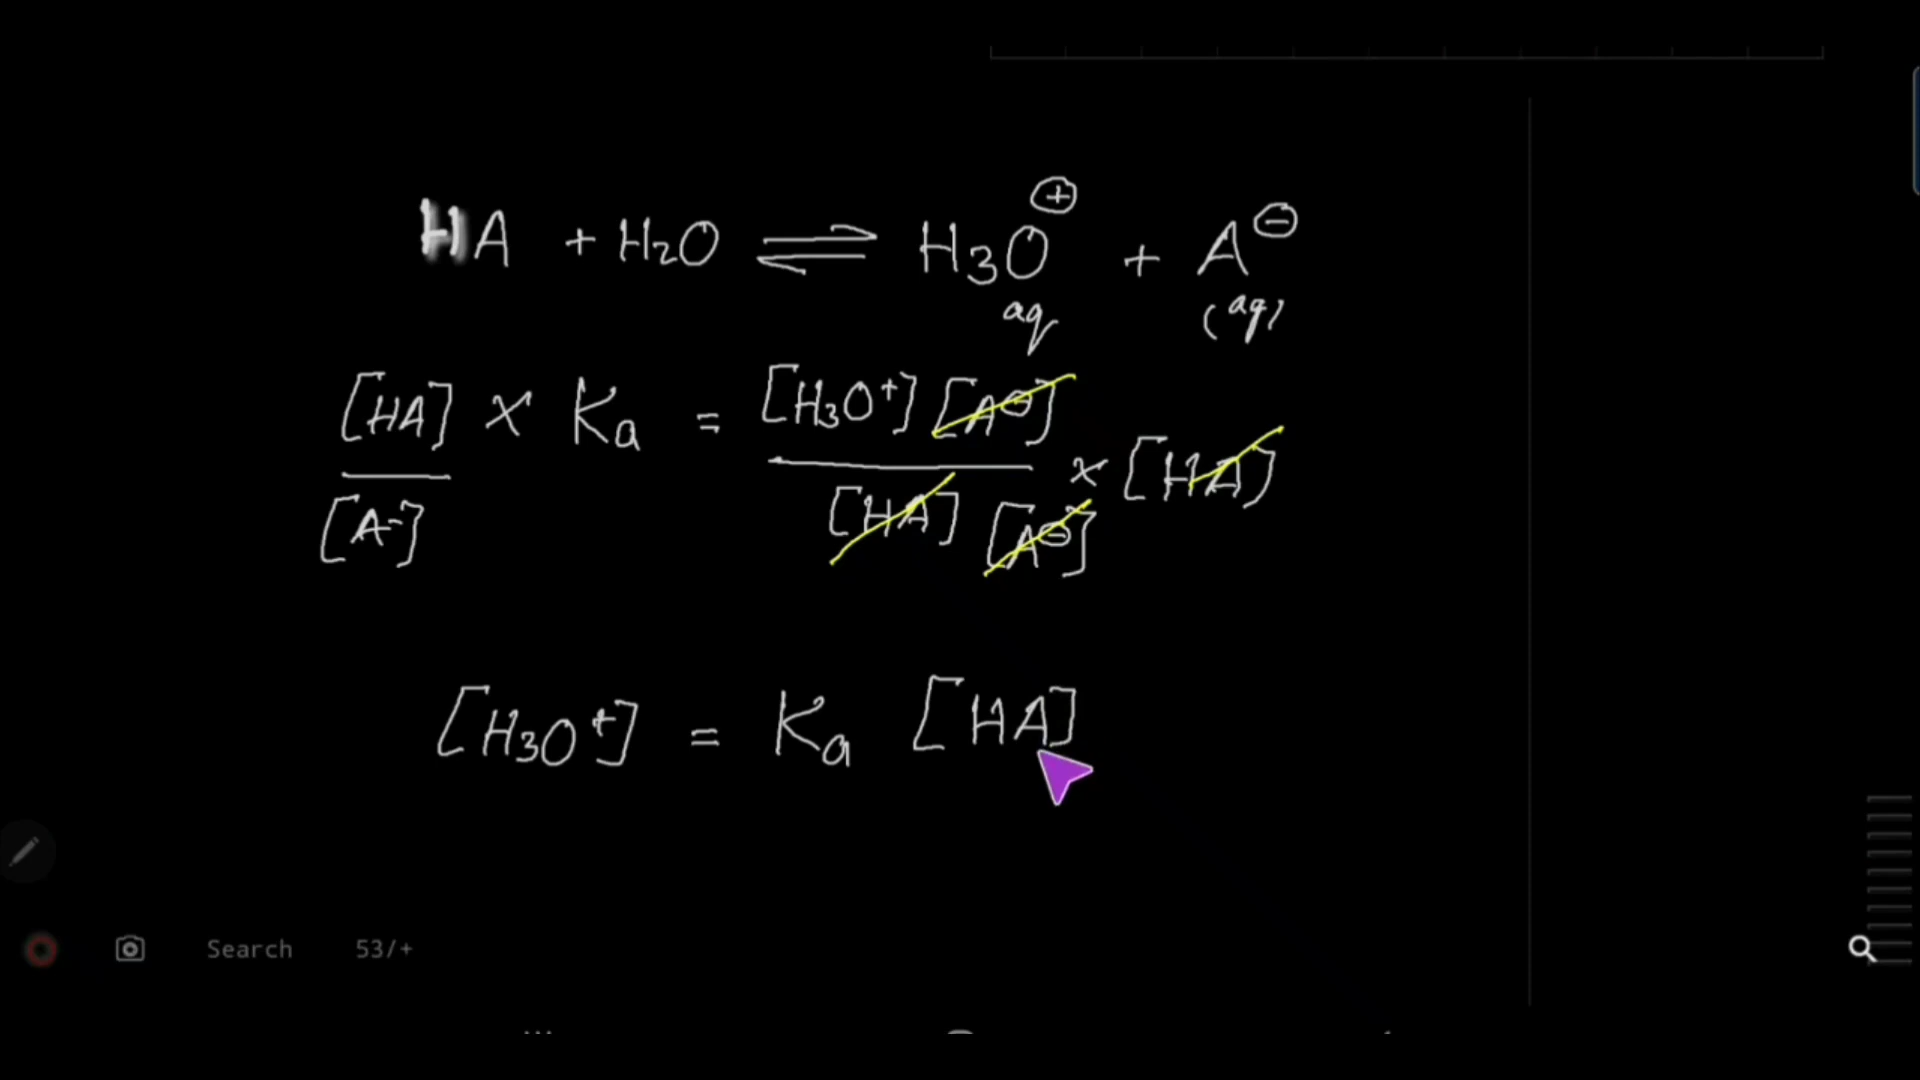 HA + H2O ⇌ H3O⊕ + A⊖
aq (aq)
[HA] × Ka = [H3O+] [A⊖] × [HA]
[A-] [HA] [A⊖]
[H3O+] = Ka [HA]
Search 53/+